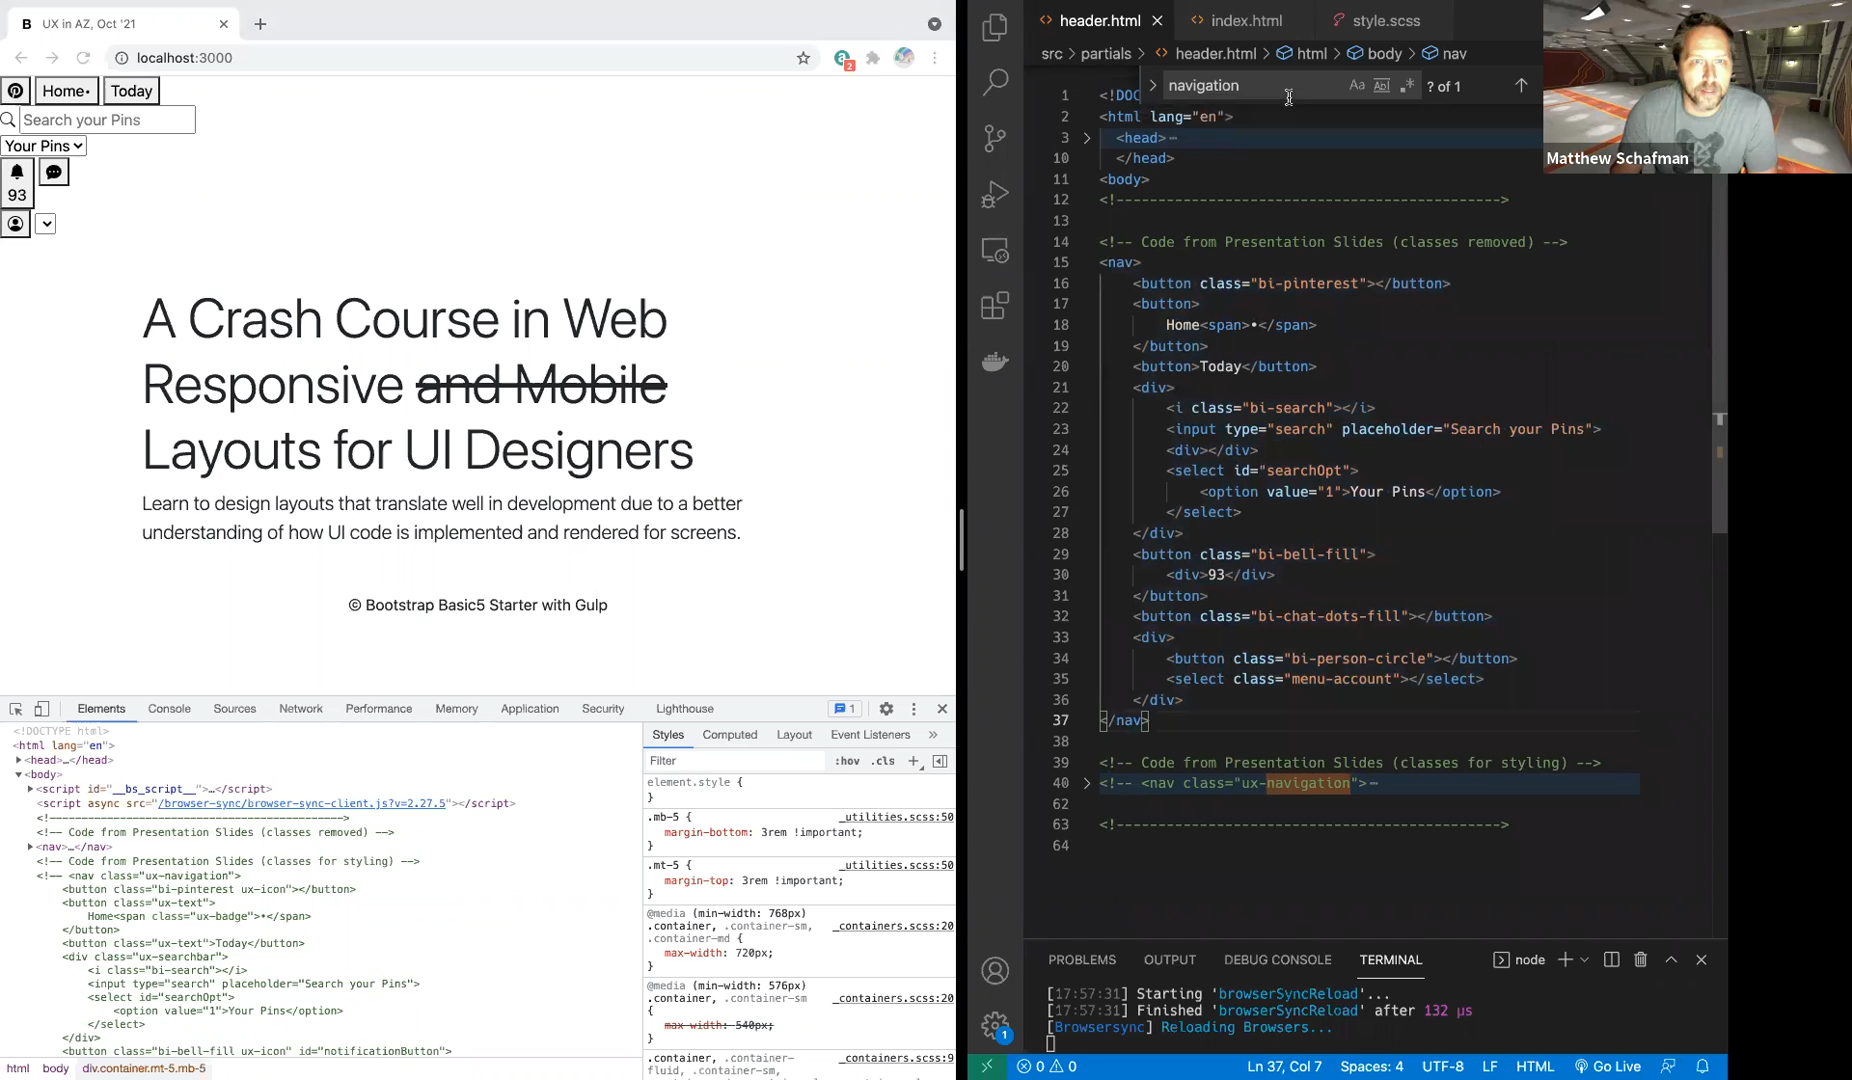 B UX in AZ, Oct '21
localhost:3000
2
Home•
Today
Search your Pins
Your Pins
93
A Crash Course in Web
Responsive and Mobile
Layouts for UI Designers
Learn to design layouts that translate well in development due to a better
understanding of how UI code is implemented and rendered for screens.
© Bootstrap Basic5 Starter with Gulp
Elements Console Sources Network Performance Memory Application Security Lighthouse 1
<!DOCTYPE html>
<html lang="en">
<head>…</head>
<body>
<script id="__bs_script__">…</script>
<script async src="/browser-sync/browser-sync-client.js?v=2.27.5"></script>
<!-------------------------------------------->
<!-- Code from Presentation Slides (classes removed) -->
<nav>…</nav>
<!-- Code from Presentation Slides (classes for styling) -->
<!-- <nav class="ux-navigation">
<button class="bi-pinterest ux-icon"></button>
<button class="ux-text">
Home<span class="ux-badge">•</span>
</button>
<button class="ux-text">Today</button>
<div class="ux-searchbar">
<i class="bi-search"></i>
<input type="search" placeholder="Search your Pins">
<select id="searchOpt">
<option value="1">Your Pins</option>
</select>
</div>
<button class="bi-bell-fill ux-icon" id="notificationButton">
html body div.container.mt-5.mb-5
Styles Computed Layout Event Listeners »
Filter :hov .cls +
element.style {
}
.mb-5 { _utilities.scss:50
margin-bottom: 3rem !important;
}
.mt-5 { _utilities.scss:50
margin-top: 3rem !important;
}
@media (min-width: 768px)
.container, .container-sm, _containers.scss:20
.container-md {
max-width: 720px;
}
@media (min-width: 576px)
.container, .container-sm _containers.scss:20
{
max-width: 540px;
}
.container, .container- _containers.scss:9
fluid, .container-sm,
header.html index.html style.scss
src > partials > header.html > html > body > nav
navigation Aa Ab .* ? of 1
1 <!DOC
2 <html lang="en">
3 <head>
10 </head>
11 <body>
12 <!-------------------------------------------->
13
14 <!-- Code from Presentation Slides (classes removed) -->
15 <nav>
16 <button class="bi-pinterest"></button>
17 <button>
18 Home<span>•</span>
19 </button>
20 <button>Today</button>
21 <div>
22 <i class="bi-search"></i>
23 <input type="search" placeholder="Search your Pins">
24 <div></div>
25 <select id="searchOpt">
26 <option value="1">Your Pins</option>
27 </select>
28 </div>
29 <button class="bi-bell-fill">
30 <div>93</div>
31 </button>
32 <button class="bi-chat-dots-fill"></button>
33 <div>
34 <button class="bi-person-circle"></button>
35 <select class="menu-account"></select>
36 </div>
37 </nav>
38
39 <!-- Code from Presentation Slides (classes for styling) -->
40 <!-- <nav class="ux-navigation">
62
63 <!-------------------------------------------->
64
Matthew Schafman
PROBLEMS OUTPUT DEBUG CONSOLE TERMINAL node
[17:57:31] Starting 'browserSyncReload'...
[17:57:31] Finished 'browserSyncReload' after 132 µs
[Browsersync] Reloading Browsers...
1
0 0 Ln 37, Col 7 Spaces: 4 UTF-8 LF HTML Go Live